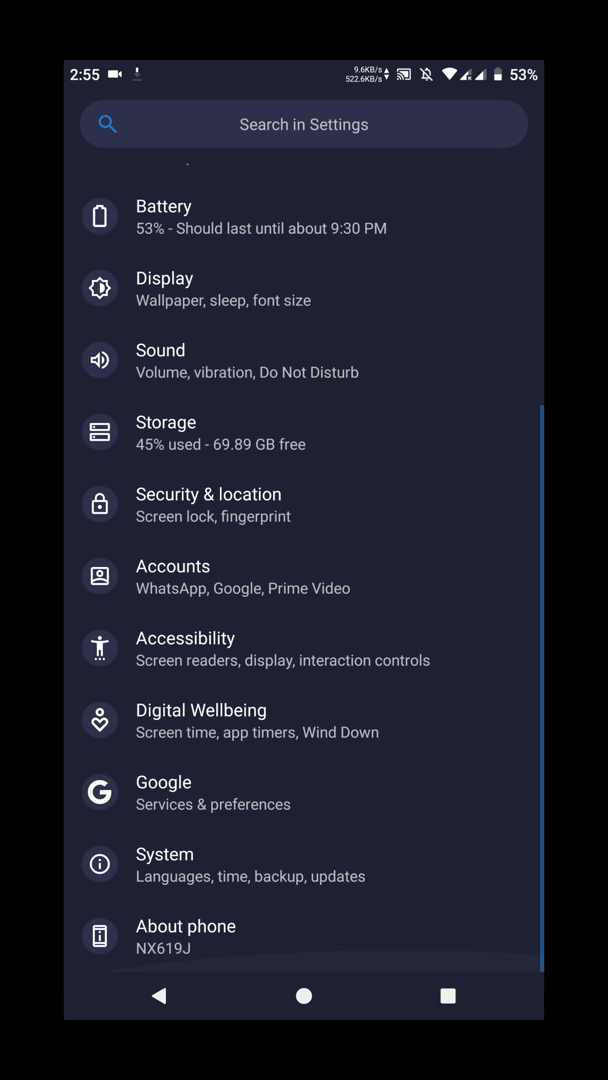 2:55
9.6KB/s
522.6KB/s
53%
Search in Settings
Battery
53% - Should last until about 9:30 PM
Display
Wallpaper, sleep, font size
Sound
Volume, vibration, Do Not Disturb
Storage
45% used - 69.89 GB free
Security & location
Screen lock, fingerprint
Accounts
WhatsApp, Google, Prime Video
Accessibility
Screen readers, display, interaction controls
Digital Wellbeing
Screen time, app timers, Wind Down
Google
Services & preferences
System
Languages, time, backup, updates
About phone
NX619J